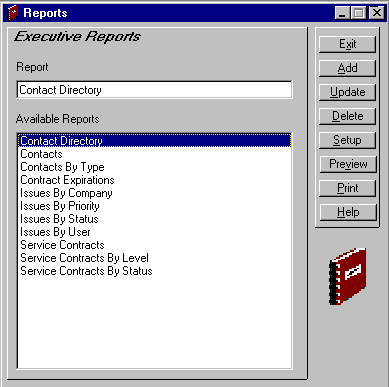 Reports
Executive Reports
Report
Contact Directory
Available Reports
Contact Directory
Contacts
Contacts By Type
Contract Expirations
Issues By Company
Issues By Priority
Issues By Status
Issues By User
Service Contracts
Service Contracts By Level
Service Contracts By Status
Exit
Add
Update
Delete
Setup
Preview
Print
Help